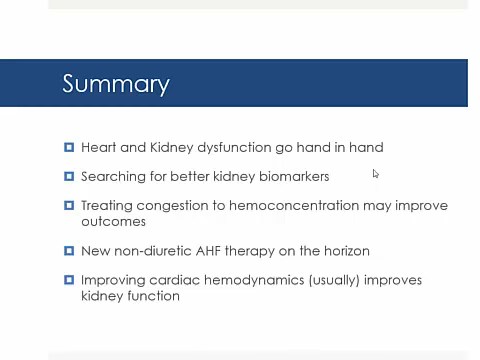 Summary
Heart and Kidney dysfunction go hand in hand
Searching for better kidney biomarkers
Treating congestion to hemoconcentration may improve
outcomes
New non-diuretic AHF therapy on the horizon
Improving cardiac hemodynamics (usually) improves
kidney function